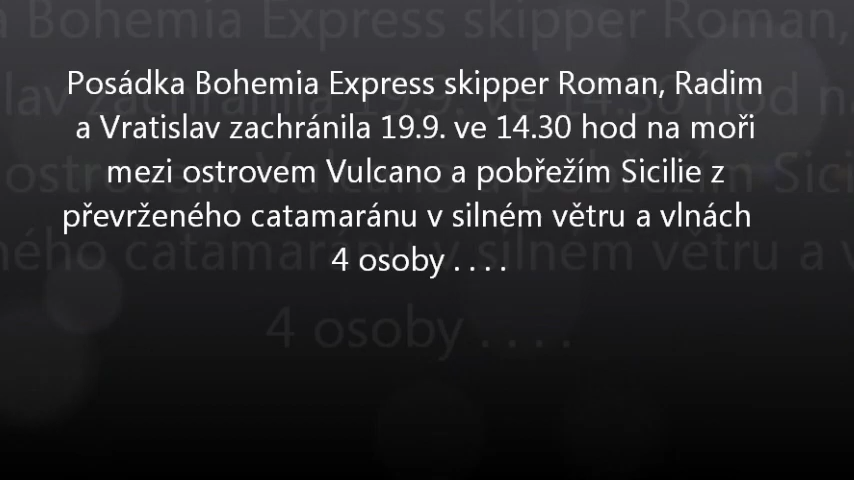 Posádka Bohemia Express skipper Roman, Radim
a Vratislav zachránila 19.9. ve 14.30 hod na moři
mezi ostrovem Vulcano a pobřežím Sicilie z
převrženého catamaránu v silném větru a vlnách
4 osoby . . . .